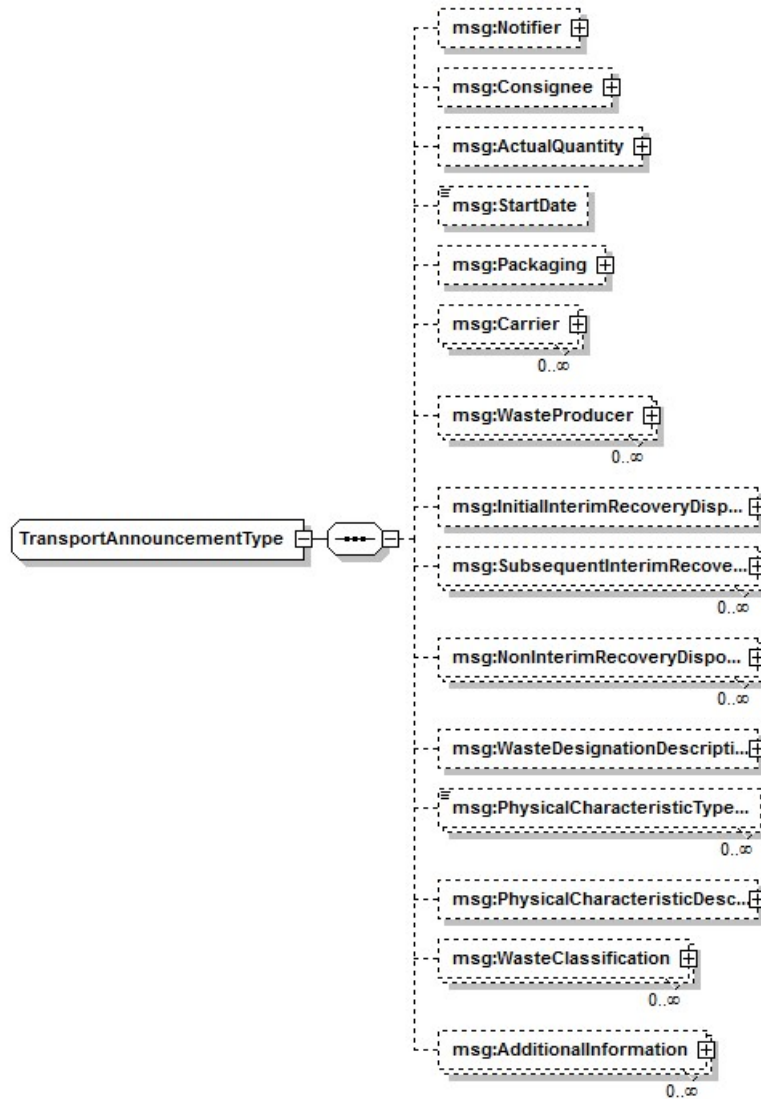 msg:Notifier
msg:Consignee
msg:ActualQuantity
msg:StartDate
msg:Packaging
msg:Carrier
0..∞
msg:WasteProducer
0..∞
msg:InitialInterimRecoveryDisp...
TransportAnnouncementType
msg:SubsequentInterimRecove...
0..∞
msg:NonInterimRecoveryDispo...
0..∞
msg:WasteDesignationDescripti...
msg:PhysicalCharacteristicType...
0..∞
msg:PhysicalCharacteristicDesc...
msg:WasteClassification
0..∞
msg:AdditionalInformation
0..∞